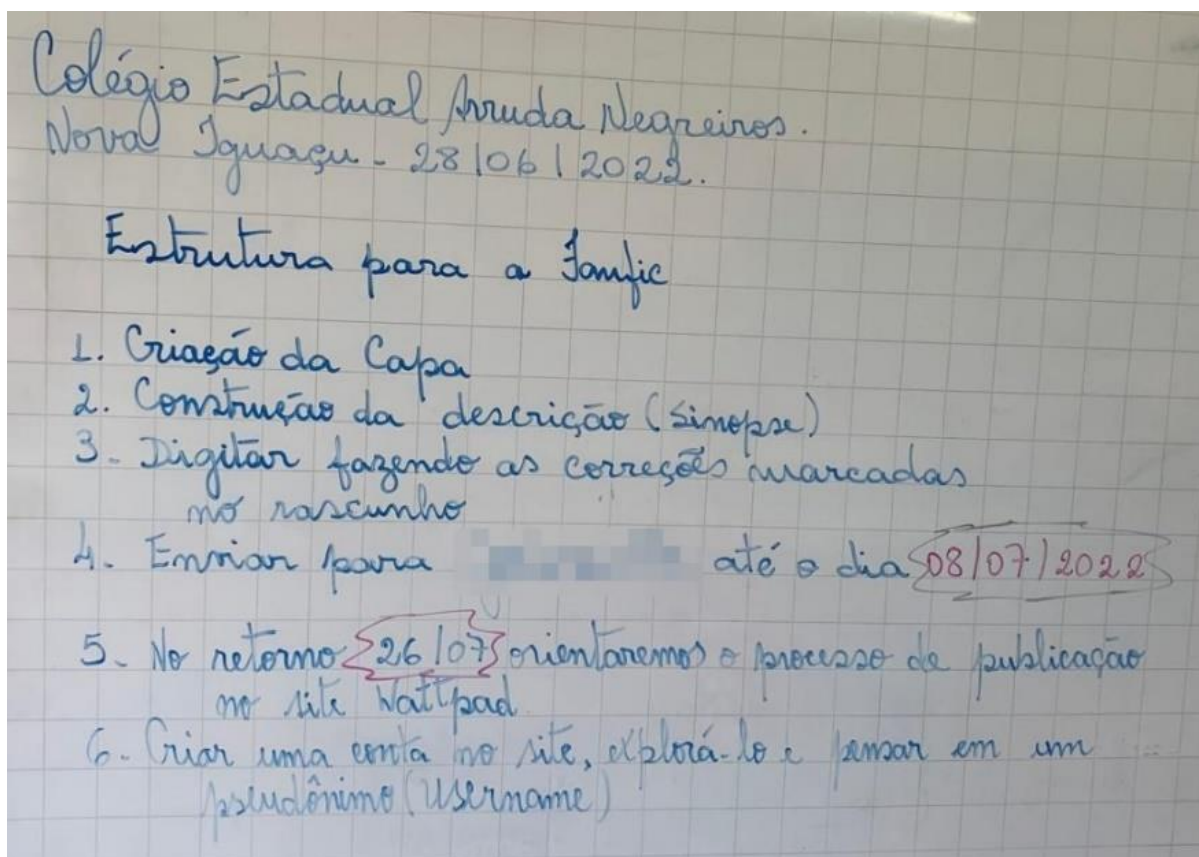 Colégio Estadual Arruda Negreiros.
Nova Iguaçu - 28/06/2022.
Estrutura para a Fanfic
1. Criação da Capa
2. Construção da descrição (Sinopse)
3- Digitar fazendo as correções marcadas
no rascunho
4. Enviar para até o dia 08/07/2022
5- No retorno 26/07 orientaremos o processo de publicação
no site Wattpad.
6- Criar uma conta no site, explorá-lo e pensar em um
pseudônimo (Username)